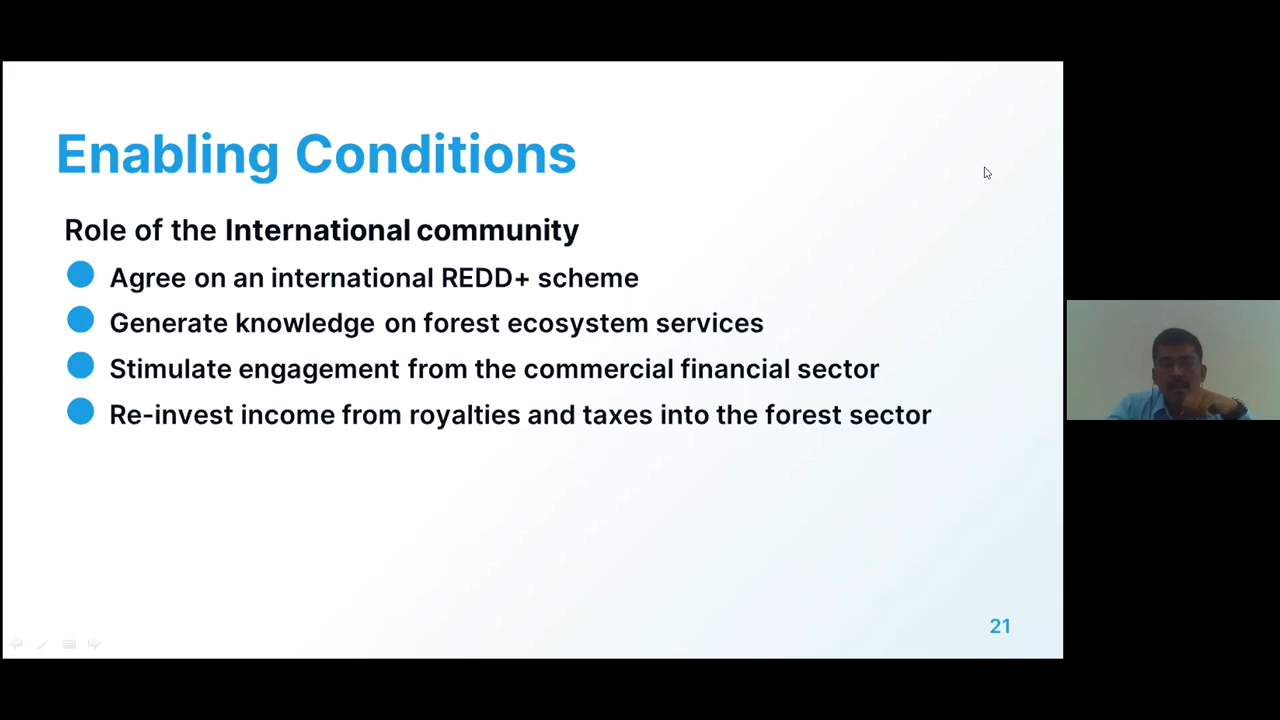 Enabling Conditions
Role of the International community
Agree on an international REDD+ scheme
Generate knowledge on forest ecosystem services
Stimulate engagement from the commercial financial sector
Re-invest income from royalties and taxes into the forest sector
21